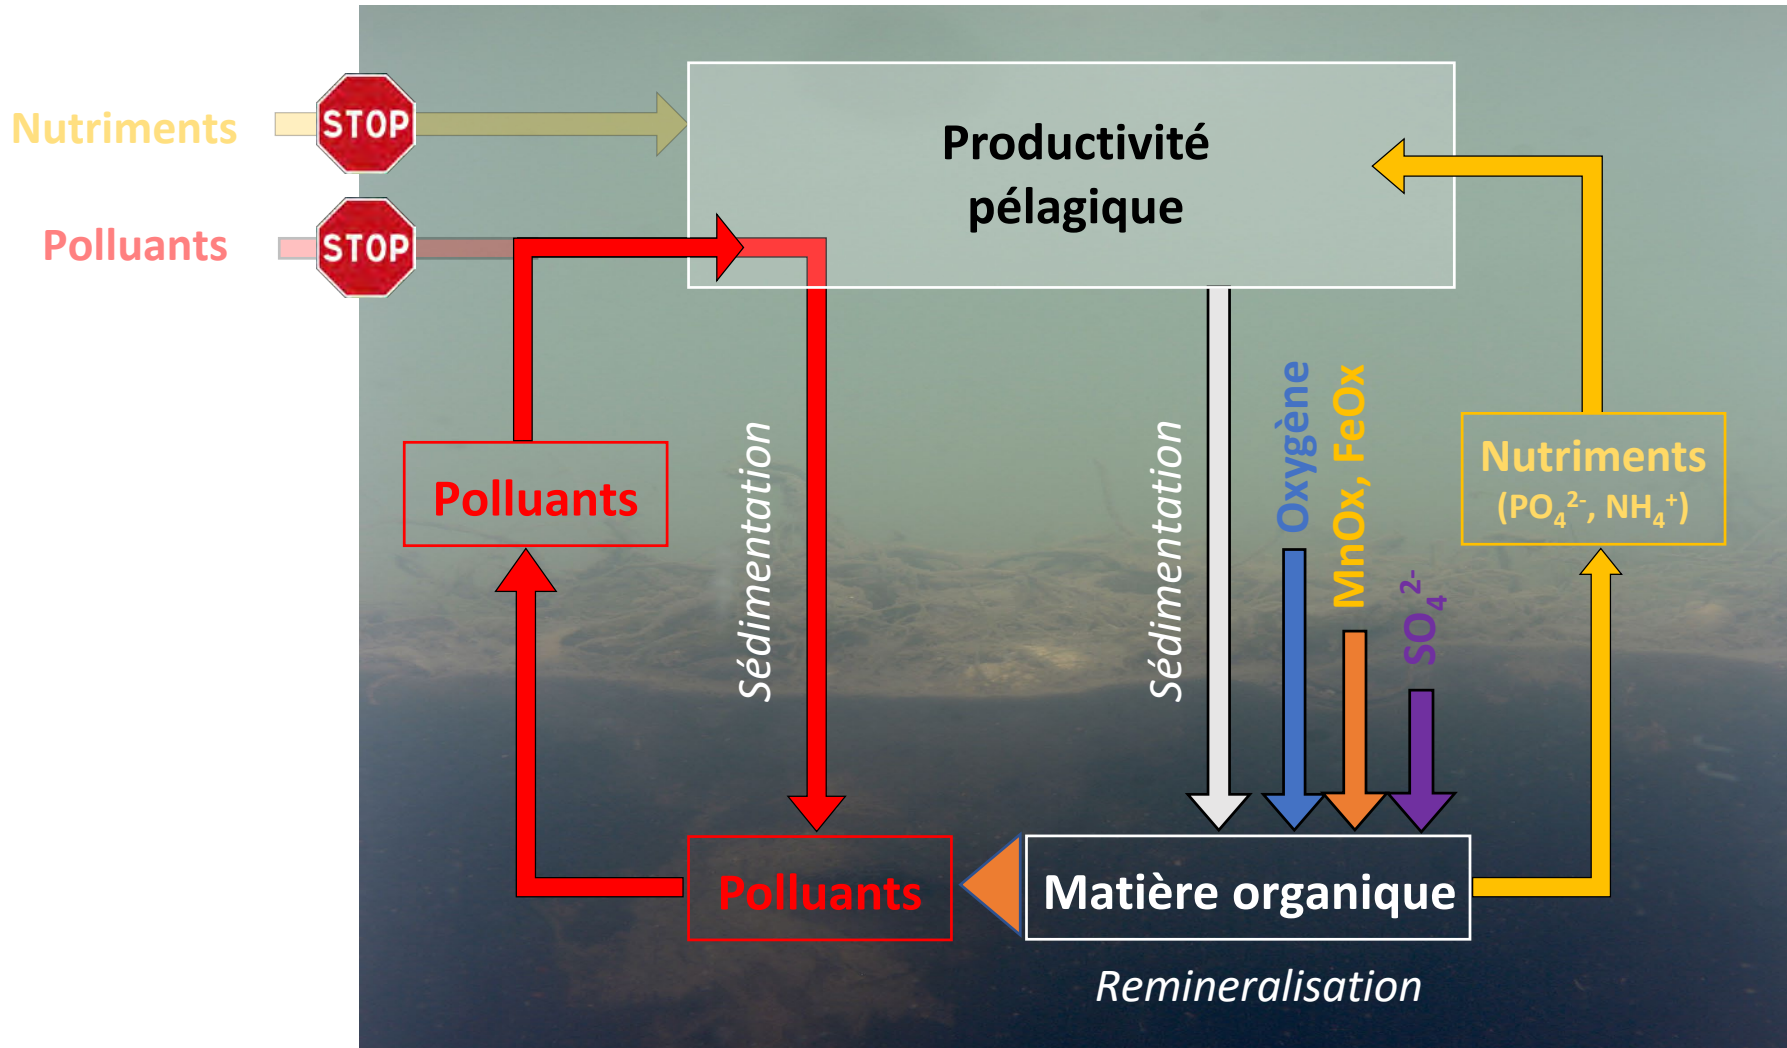 Nutriments
STOP
Productivité
pélagique
Polluants
STOP
Polluants
Sédimentation
Sédimentation
Oxygène
MnOx, FeOx
SO₄²⁻
Nutriments
(PO₄²⁻, NH₄⁺)
Polluants
Matière organique
Remineralisation